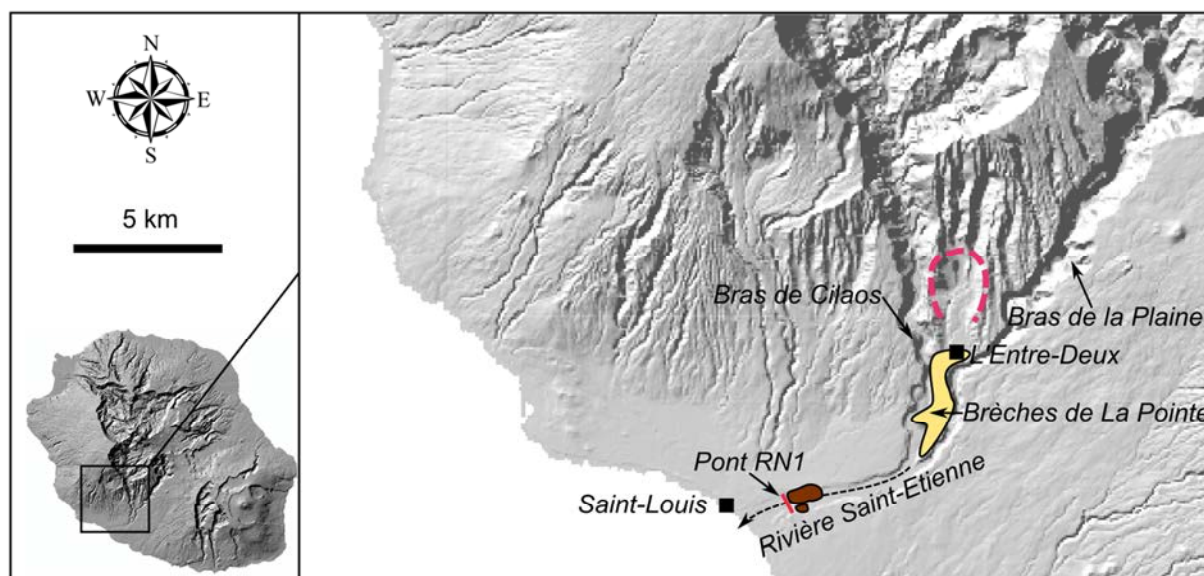 N
W E
S
5 km
Bras de Cilaos
Bras de la Plaine
L'Entre-Deux
Brèches de La Pointe
Pont RN1
Saint-Louis
Rivière Saint-Etienne